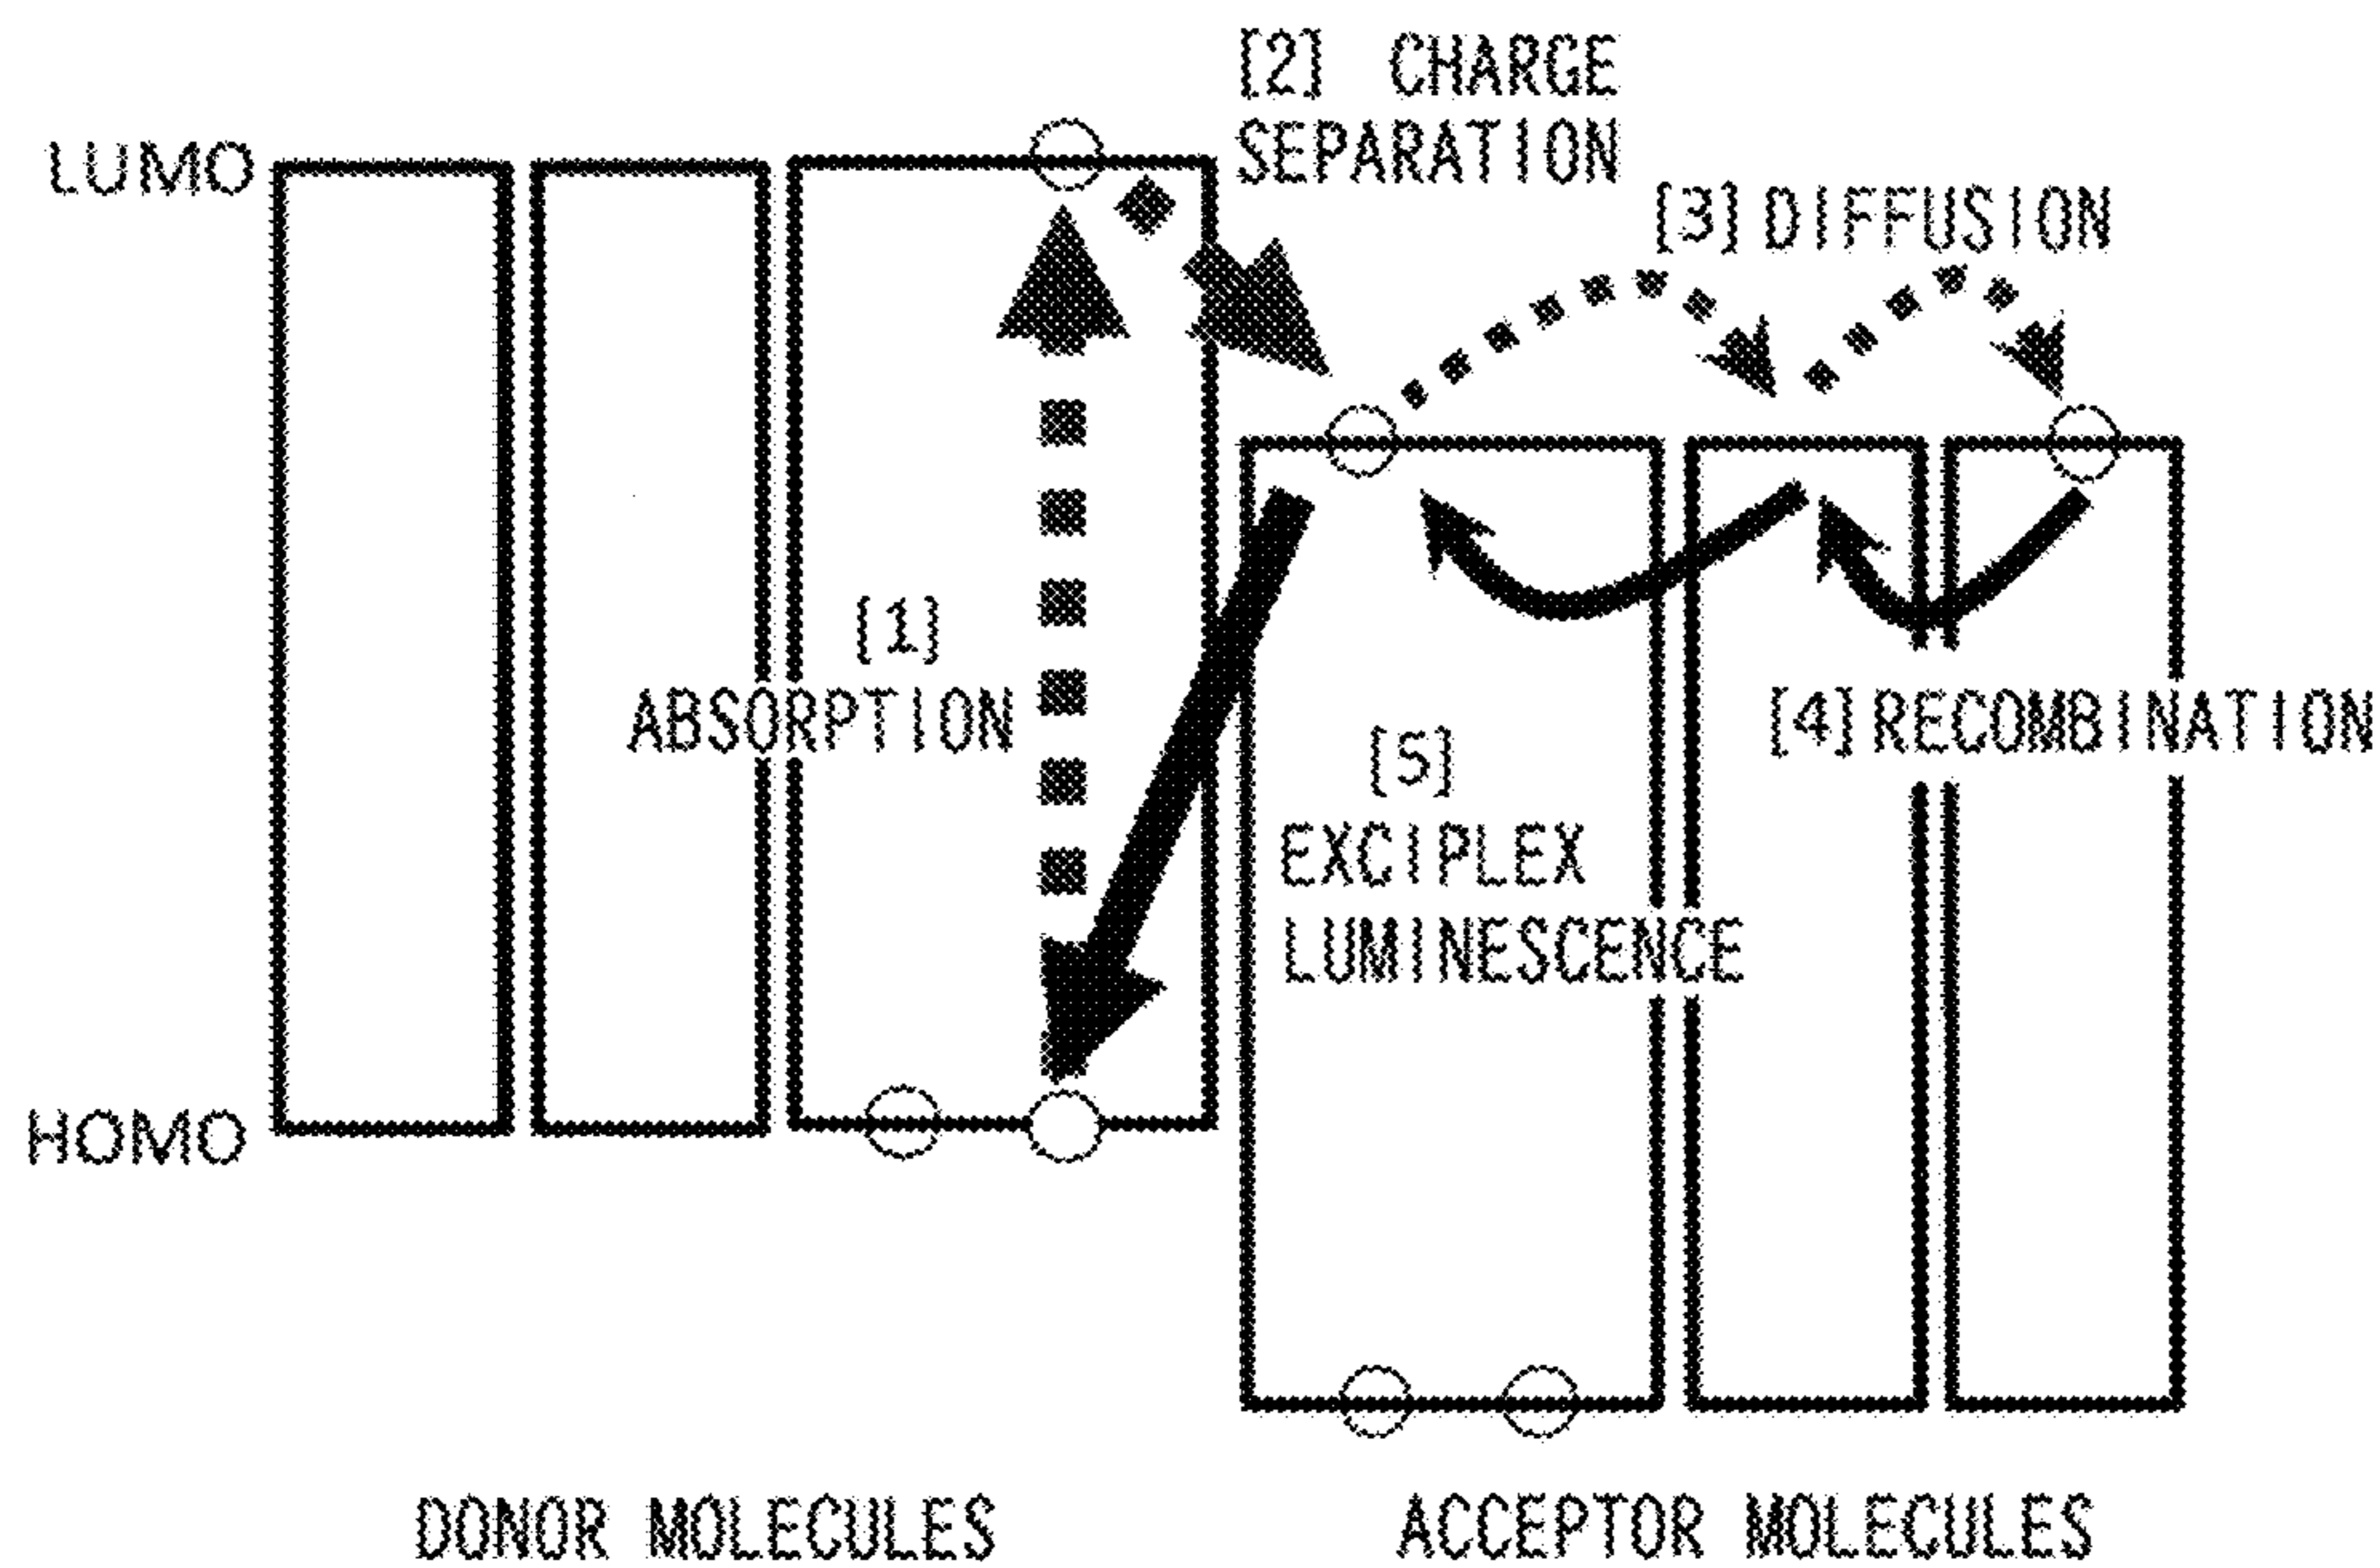 [2] CHARGE
SEPARATION
LUMO
[3] DIFFUSION
[1]
ABSORPTION
[4] RECOMBINATION
[5]
EXCIPLEX
LUMINESCENCE
HOMO
DONOR MOLECULES
ACCEPTOR MOLECULES